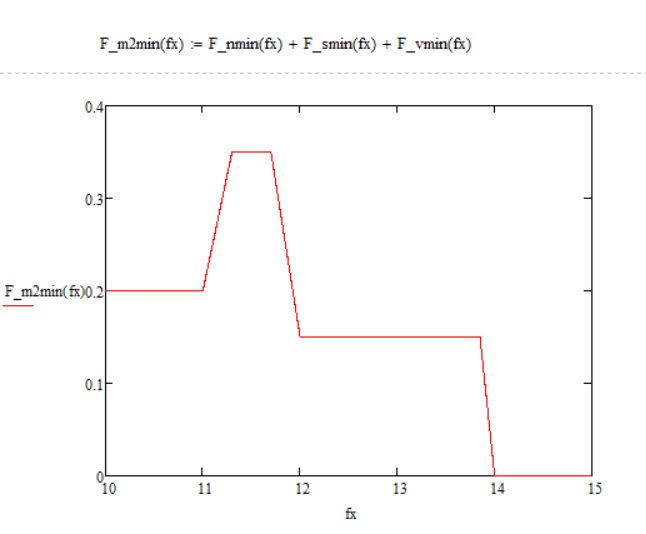 F_m2min(fx) := F_nmin(fx) + F_smin(fx) + F_vmin(fx)
0.4
0.3
F_m2min(fx) 0.2
0.1
0
10 11 12 13 14 15
fx